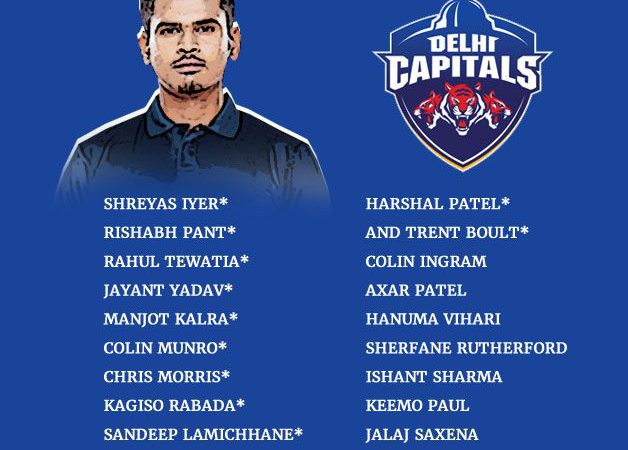 DELHI
CAPITALS
SHREYAS IYER*
RISHABH PANT*
RAHUL TEWATIA*
JAYANT YADAV*
MANJOT KALRA*
COLIN MUNRO*
CHRIS MORRIS*
KAGISO RABADA*
SANDEEP LAMICHHANE*
HARSHAL PATEL*
AND TRENT BOULT*
COLIN INGRAM
AXAR PATEL
HANUMA VIHARI
SHERFANE RUTHERFORD
ISHANT SHARMA
KEEMO PAUL
JALAJ SAXENA